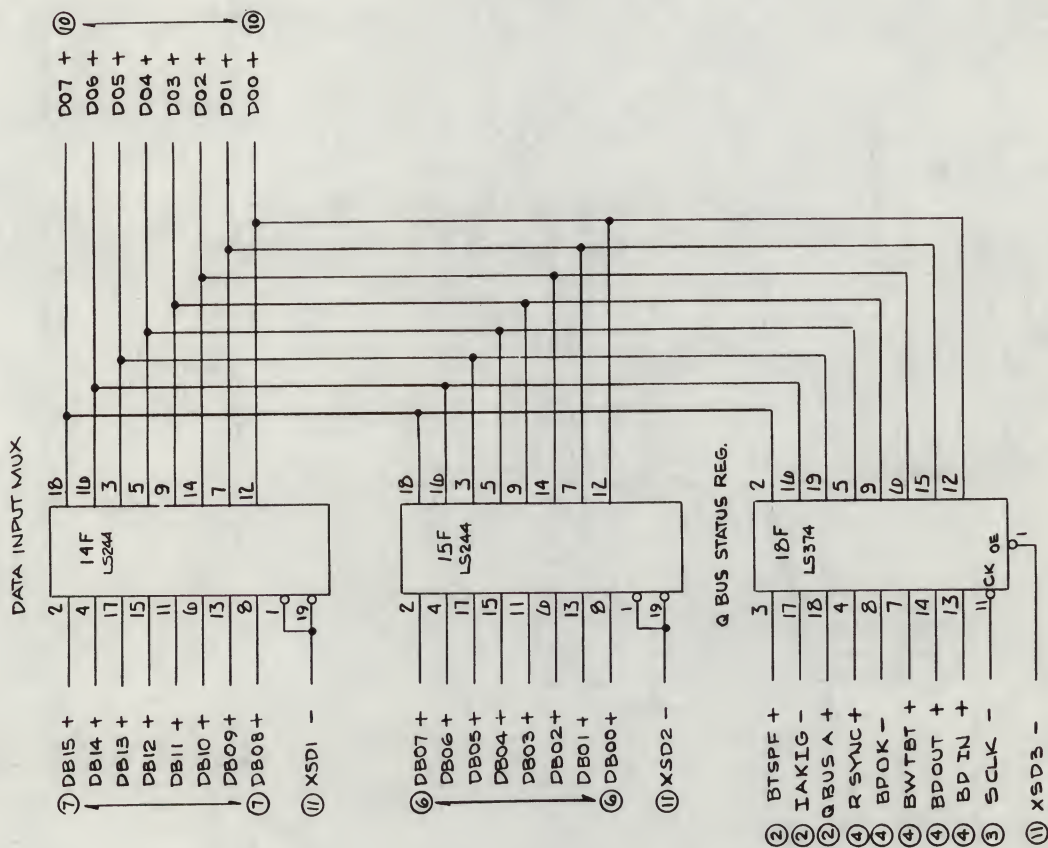 DATA INPUT MUX
⑦ DB15 + 2 18 D07 + ⑩
DB14 + 4 16 D06 +
DB13 + 17 3 D05 +
DB12 + 15 5 D04 +
DB11 + 11 9 D03 +
DB10 + 6 14 D02 +
DB09 + 13 7 D01 +
⑦ DB08 + 8 12 D00 + ⑩
14F
LS244
1
⑪ XSD1 - 19
⑥ DB07 + 2 18
DB06 + 4 16
DB05 + 17 3
DB04 + 15 5
DB03 + 11 9
DB02 + 6 14
DB01 + 13 7
⑥ DB00 + 8 12
15F
LS244
1
⑪ XSD2 - 19
Q BUS STATUS REG.
② BTSPF + 3 2
② IAKIG - 17 16
② QBUS A + 18 19
④ R SYNC + 4 5
④ BPOK - 8 9
④ BVTBT + 7 6
④ BDOUT + 14 15
④ BD IN + 13 12
18F
LS374
③ SCLK - 11 CK
⑪ XSD3 - 1 OE